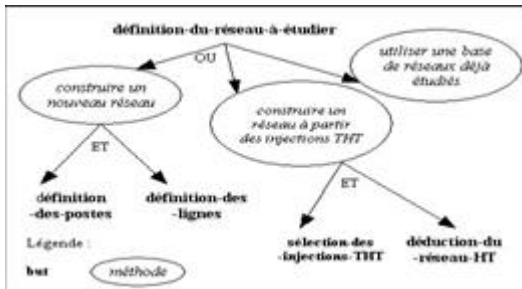 définition-du-réseau-à-étudier
OU
utiliser une base
de réseaux déjà
étudiés
construire un
nouveau réseau
construire un
réseau à partir
des injections THT
ET
ET
définition
-des-postes
définition-des-
-lignes
sélection-des
-injections-THT
déduction-du
-réseau-HT
Légende :
but
méthode